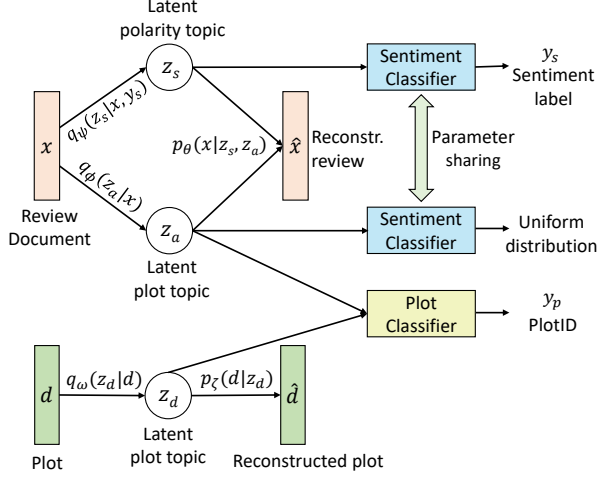 Latent
polarity topic
z_s
Sentiment
Classifier
y_s
Sentiment
label
q_ψ(z_s|x, y_s)
x
p_θ(x|z_s, z_a)
x̂
Reconstr.
review
Parameter
sharing
q_ϕ(z_a|x)
Review
Document
z_a
Latent
plot topic
Sentiment
Classifier
Uniform
distribution
Plot
Classifier
y_p
PlotID
d
q_ω(z_d|d)
z_d
p_ζ(d|z_d)
d̂
Latent
plot topic
Plot
Reconstructed plot